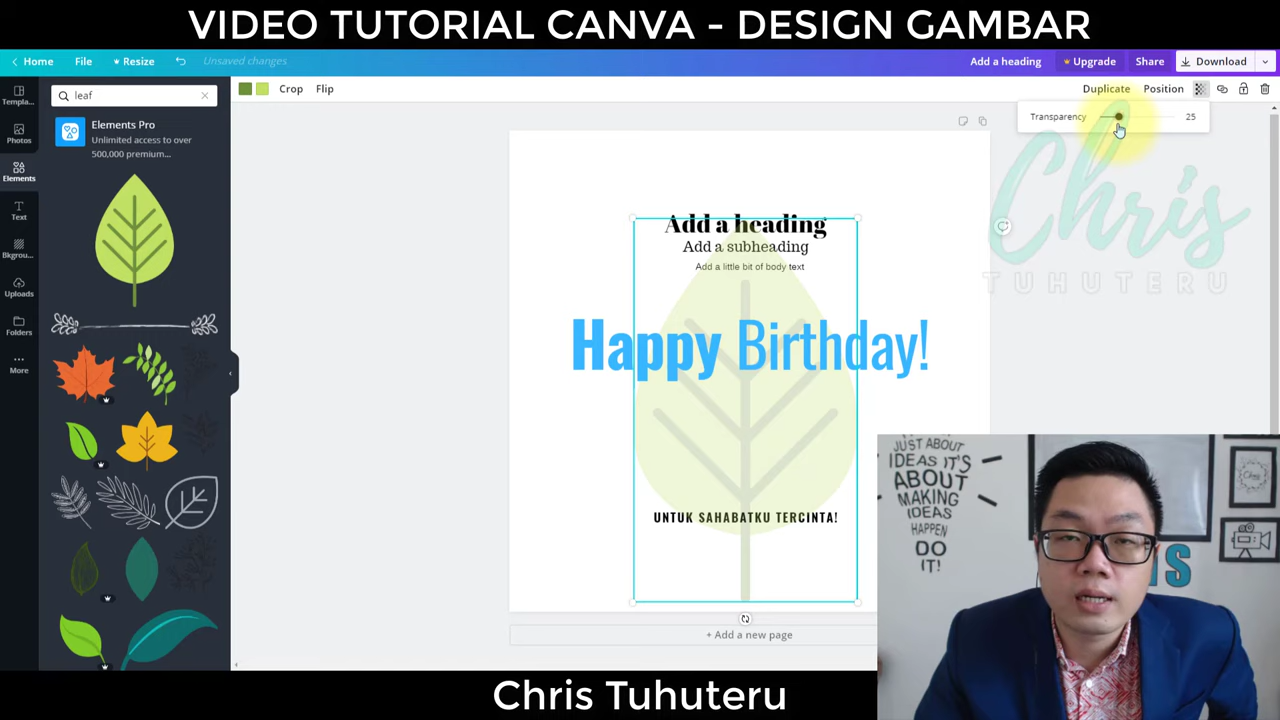 VIDEO TUTORIAL CANVA - DESIGN GAMBAR
Home File Resize Unsaved changes Add a heading Upgrade Share Download
leaf
Crop Flip Duplicate Position
Transparency 25
Templa...
Photos
Elements
Text
Bkgrou...
Uploads
Folders
More
Elements Pro
Unlimited access to over
500,000 premium...
Add a heading
Add a subheading
Add a little bit of body text
Happy Birthday!
UNTUK SAHABATKU TERCINTA!
+ Add a new page
Chris
TUHUTERU
JUST ABOUT
IDEAS IT'S
ABOUT
MAKING
IDEAS
HAPPEN
DO
IT!
Chris Tuhuteru